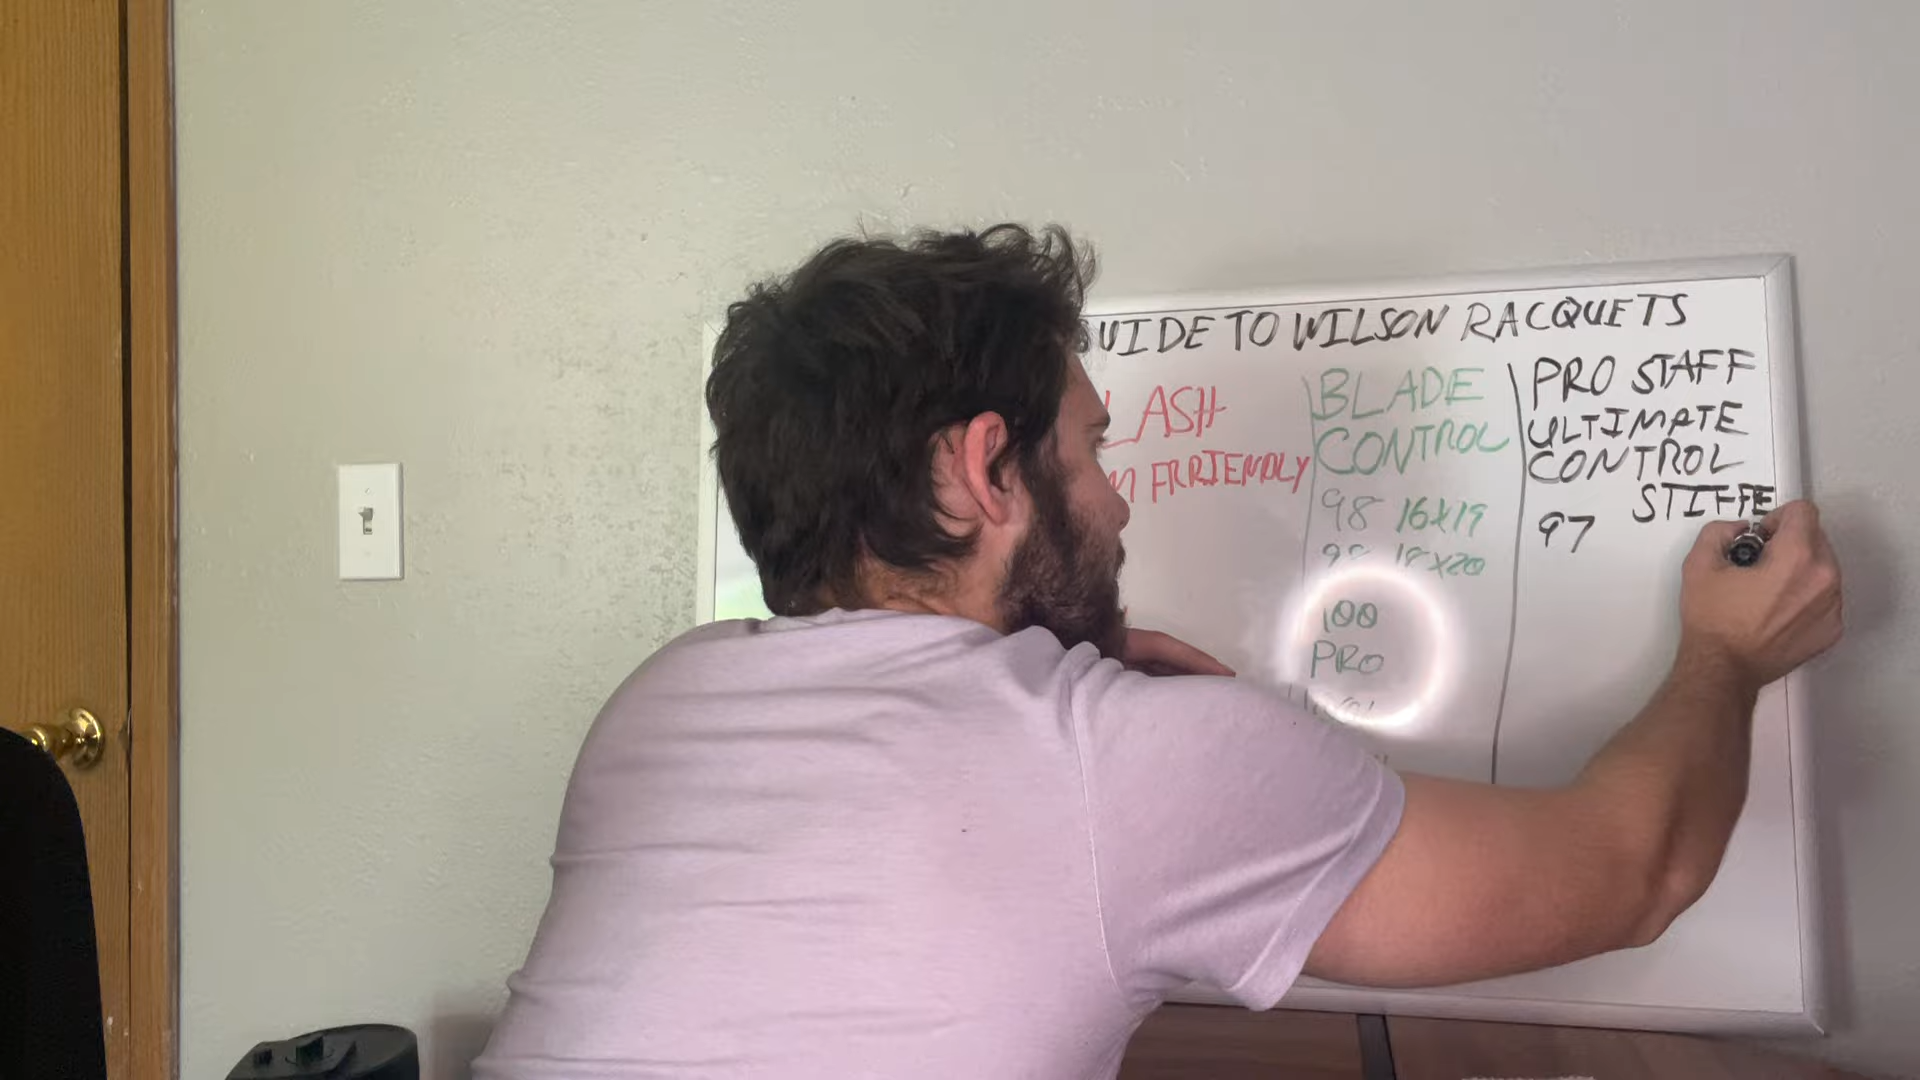 UIDE TO WILSON RACQUETS
LASH
M FRRIENDLY
BLADE
CONTROL
98 16x19
98 18x20
100
PRO
PRO STAFF
ULTIMATE
CONTROL
STIFFE
97